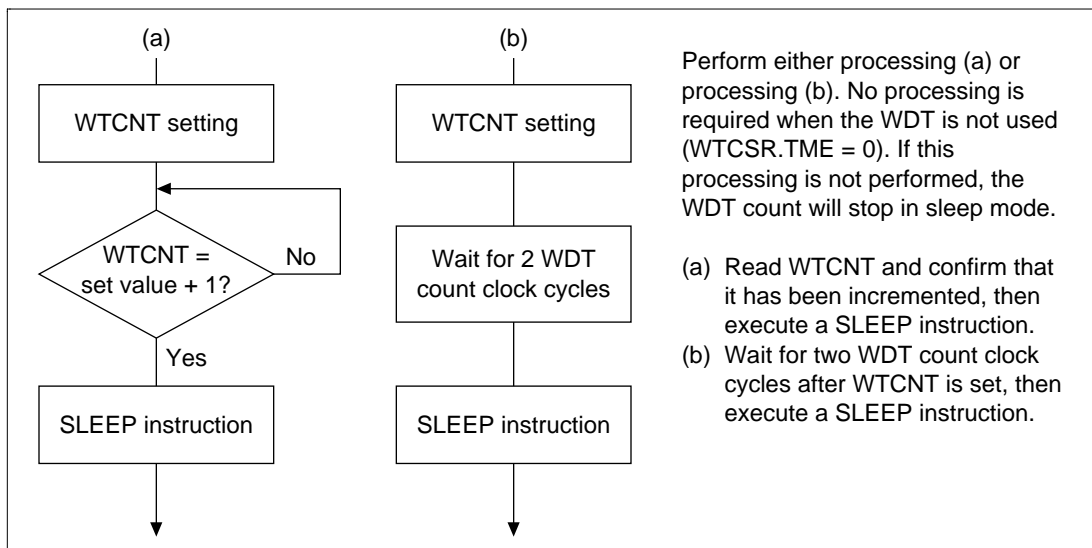 (a)
WTCNT setting
WTCNT =
set value + 1?
No
Yes
SLEEP instruction
(b)
WTCNT setting
Wait for 2 WDT
count clock cycles
SLEEP instruction
Perform either processing (a) or
processing (b). No processing is
required when the WDT is not used
(WTCSR.TME = 0). If this
processing is not performed, the
WDT count will stop in sleep mode.
(a) Read WTCNT and confirm that
it has been incremented, then
execute a SLEEP instruction.
(b) Wait for two WDT count clock
cycles after WTCNT is set, then
execute a SLEEP instruction.